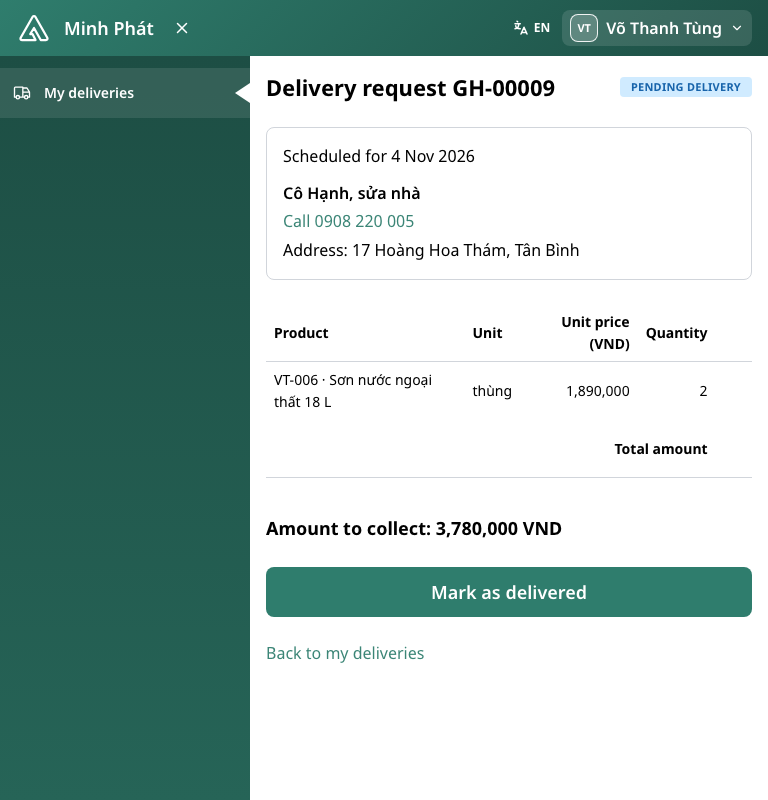 Minh Phát
EN
VT
Võ Thanh Tùng
My deliveries
Delivery request GH-00009
PENDING DELIVERY
Scheduled for 4 Nov 2026
Cô Hạnh, sửa nhà
Call 0908 220 005
Address: 17 Hoàng Hoa Thám, Tân Bình
Product
Unit
Unit price
(VND)
Quantity
VT-006 · Sơn nước ngoại
thất 18 L
thùng
1,890,000
2
Total amount
Amount to collect: 3,780,000 VND
Mark as delivered
Back to my deliveries